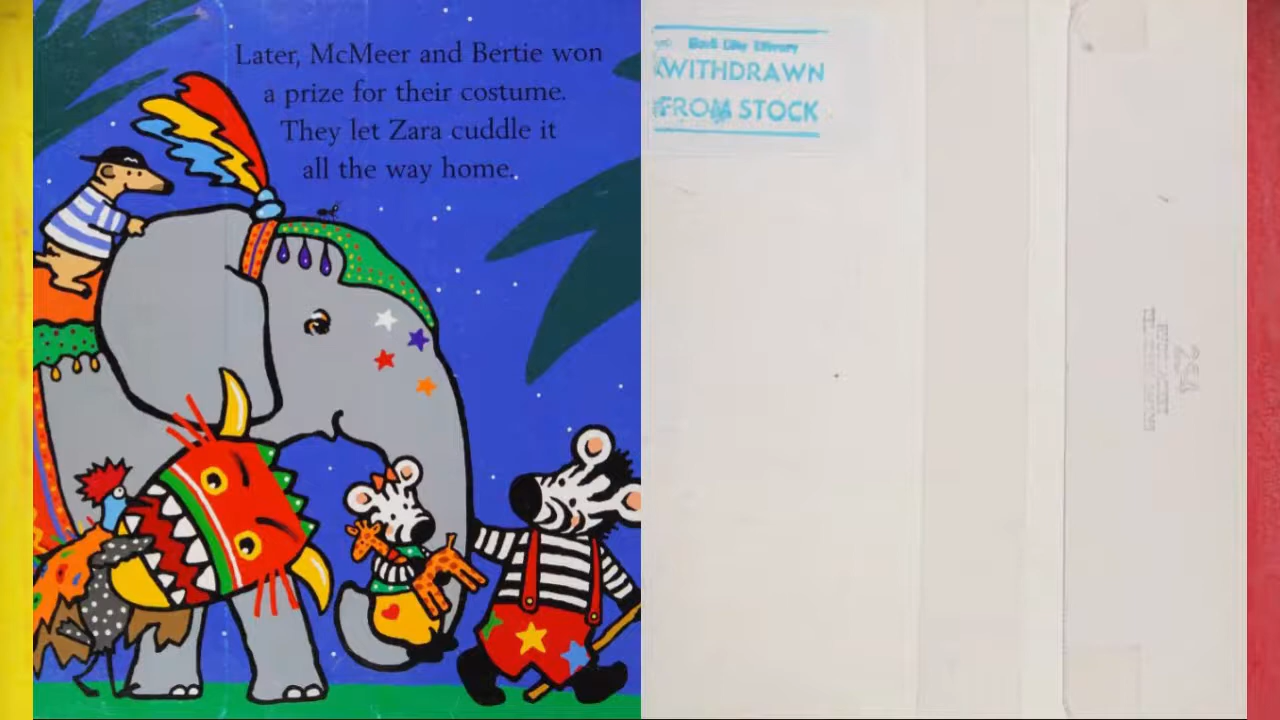 Later, McMeer and Bertie won
a prize for their costume.
They let Zara cuddle it
all the way home.
WITHDRAWN
FROM STOCK